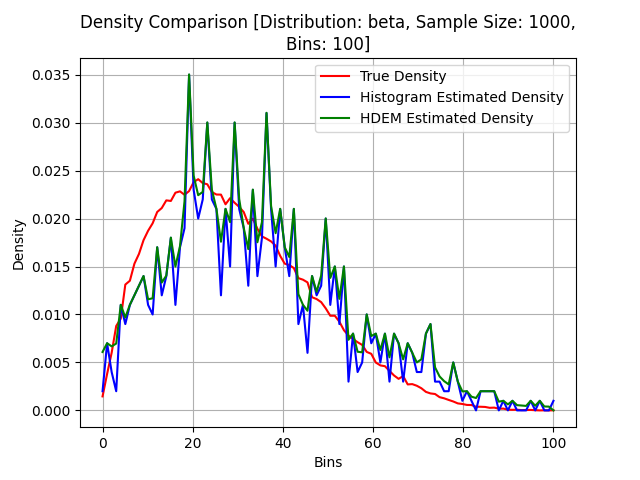 Density Comparison [Distribution: beta, Sample Size: 1000,
Bins: 100]
True Density
Histogram Estimated Density
HDEM Estimated Density
Density
0.035
0.030
0.025
0.020
0.015
0.010
0.005
0.000
0 20 40 60 80 100
Bins